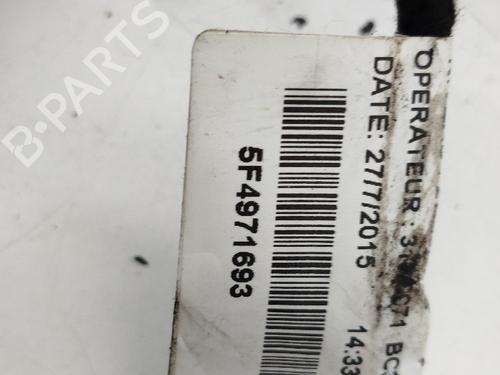 OPERATEUR :
DATE: 27/7/2015
14:33
5F4971693
B-PARTS